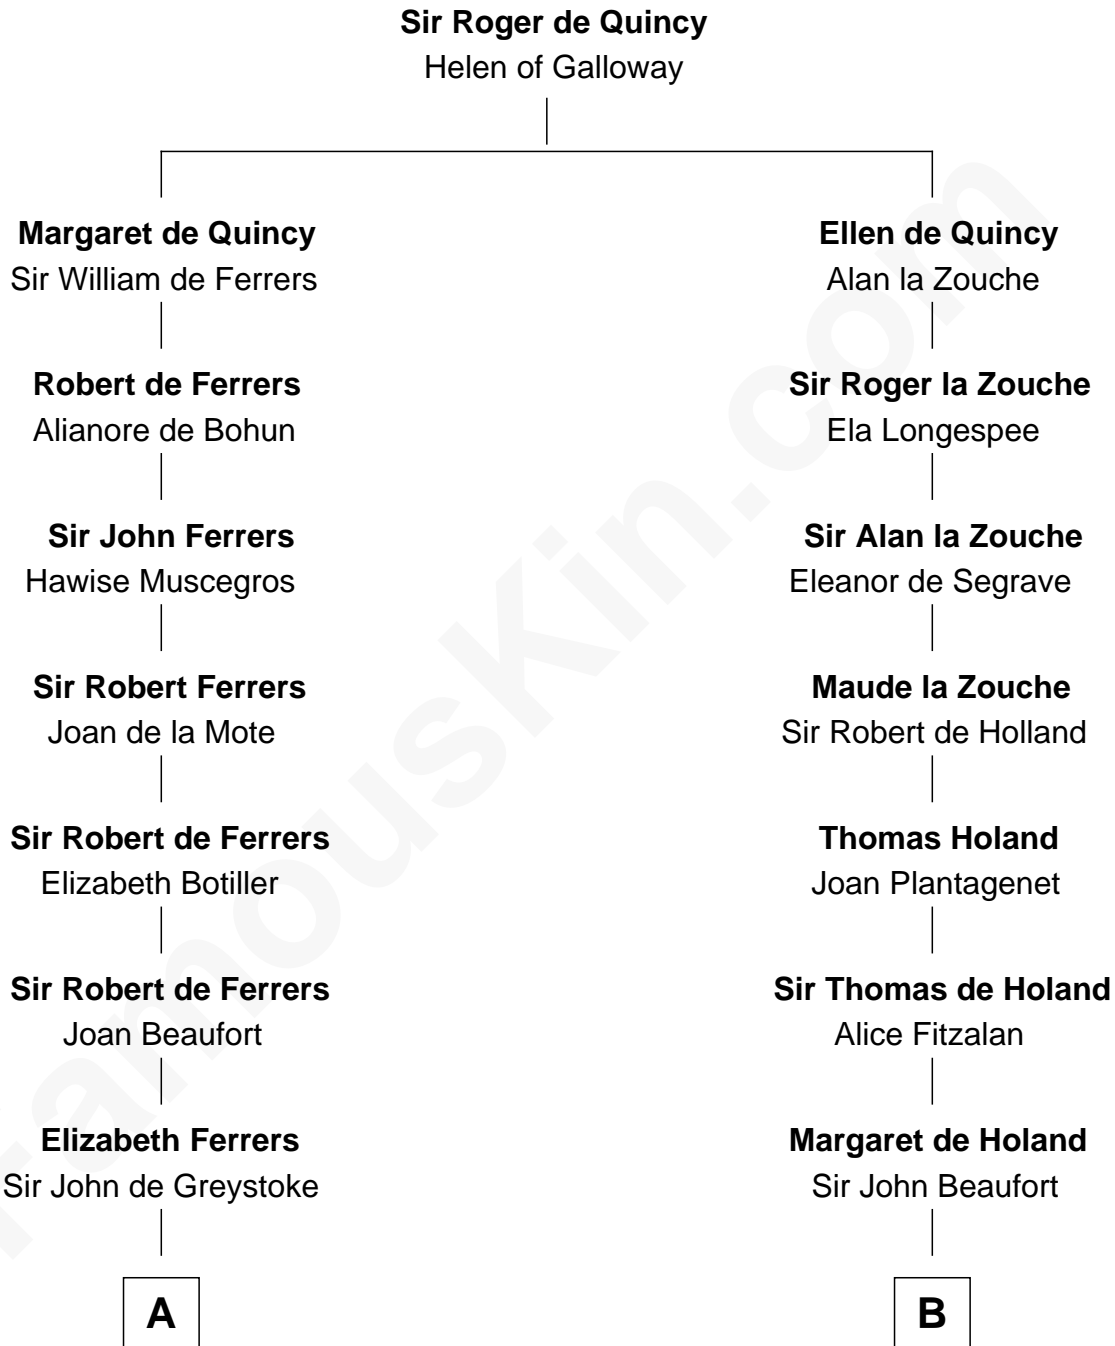 Sir Roger de Quincy
Helen of Galloway
Margaret de Quincy
Sir William de Ferrers
Ellen de Quincy
Alan la Zouche
Robert de Ferrers
Alianore de Bohun
Sir Roger la Zouche
Ela Longespee
Sir John Ferrers
Hawise Muscegros
Sir Alan la Zouche
Eleanor de Segrave
Sir Robert Ferrers
Joan de la Mote
Maude la Zouche
Sir Robert de Holland
Sir Robert de Ferrers
Elizabeth Botiller
Thomas Holand
Joan Plantagenet
Sir Robert de Ferrers
Joan Beaufort
Sir Thomas de Holand
Alice Fitzalan
Elizabeth Ferrers
Sir John de Greystoke
Margaret de Holand
Sir John Beaufort
A
B
FamousKin.com